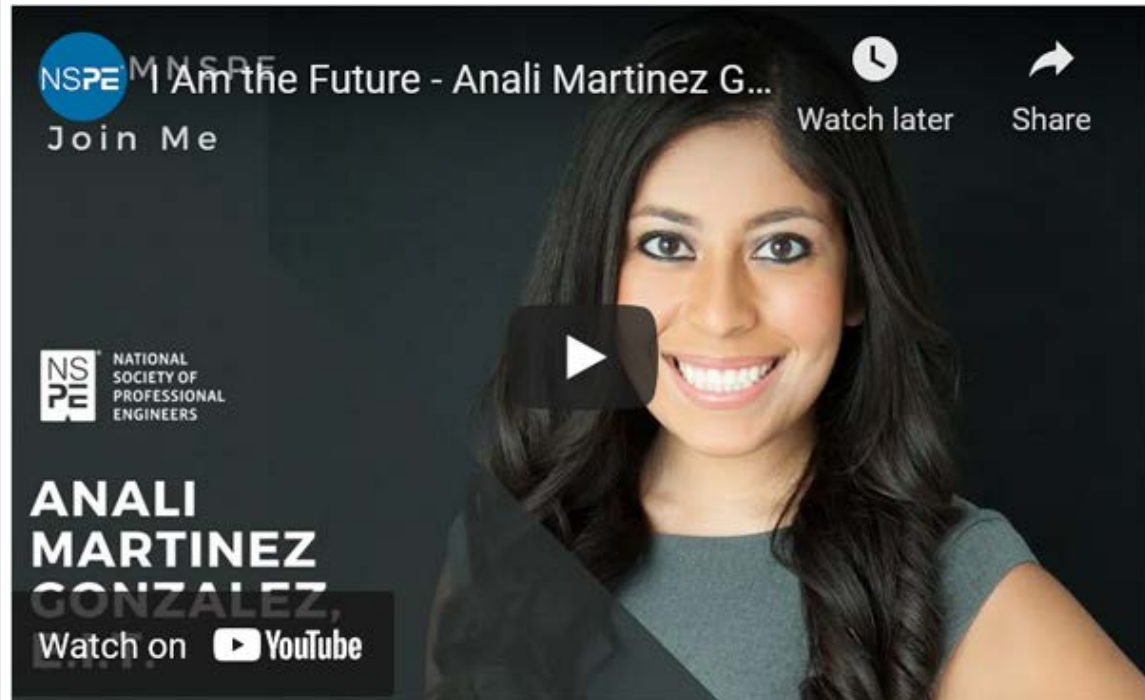 NSPE
MNSPE
I Am the Future - Anali Martinez G...
Watch later
Share
Join Me
NS
PE
NATIONAL
SOCIETY OF
PROFESSIONAL
ENGINEERS
ANALI
MARTINEZ
GONZALEZ,
E.I.T.
Watch on YouTube